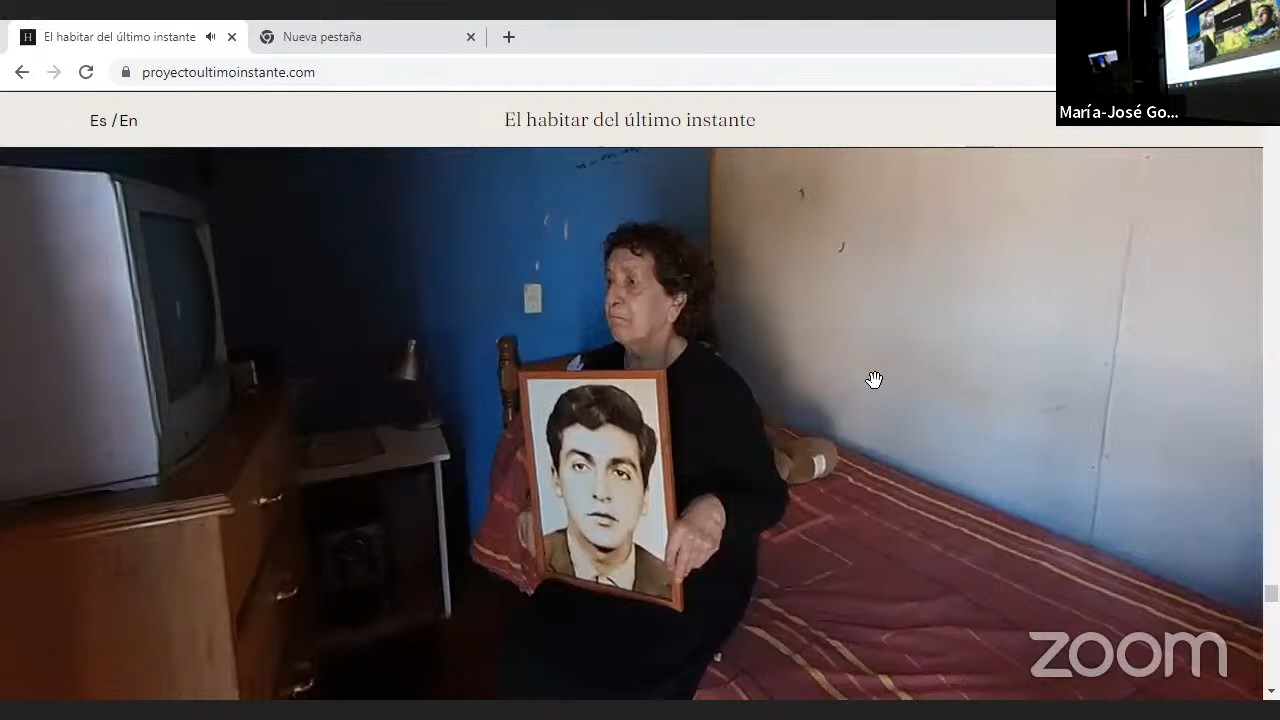 El habitar del último instante
Nueva pestaña
proyectoultimoinstante.com
Es / En
El habitar del último instante
María-José Go...
zoom